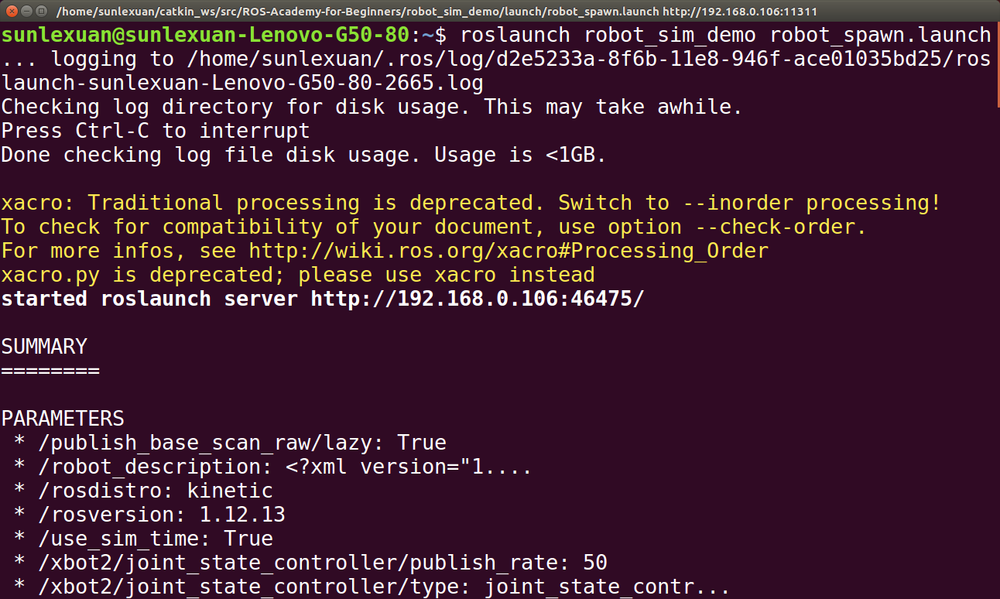 /home/sunlexuan/catkin_ws/src/ROS-Academy-for-Beginners/robot_sim_demo/launch/robot_spawn.launch http://192.168.0.106:11311
sunlexuan@sunlexuan-Lenovo-G50-80:~$ roslaunch robot_sim_demo robot_spawn.launch
... logging to /home/sunlexuan/.ros/log/d2e5233a-8f6b-11e8-946f-ace01035bd25/ros
launch-sunlexuan-Lenovo-G50-80-2665.log
Checking log directory for disk usage. This may take awhile.
Press Ctrl-C to interrupt
Done checking log file disk usage. Usage is <1GB.
xacro: Traditional processing is deprecated. Switch to --inorder processing!
To check for compatibility of your document, use option --check-order.
For more infos, see http://wiki.ros.org/xacro#Processing_Order
xacro.py is deprecated; please use xacro instead
started roslaunch server http://192.168.0.106:46475/
SUMMARY
========
PARAMETERS
 * /publish_base_scan_raw/lazy: True
 * /robot_description: <?xml version="1....
 * /rosdistro: kinetic
 * /rosversion: 1.12.13
 * /use_sim_time: True
 * /xbot2/joint_state_controller/publish_rate: 50
 * /xbot2/joint_state_controller/type: joint_state_contr...